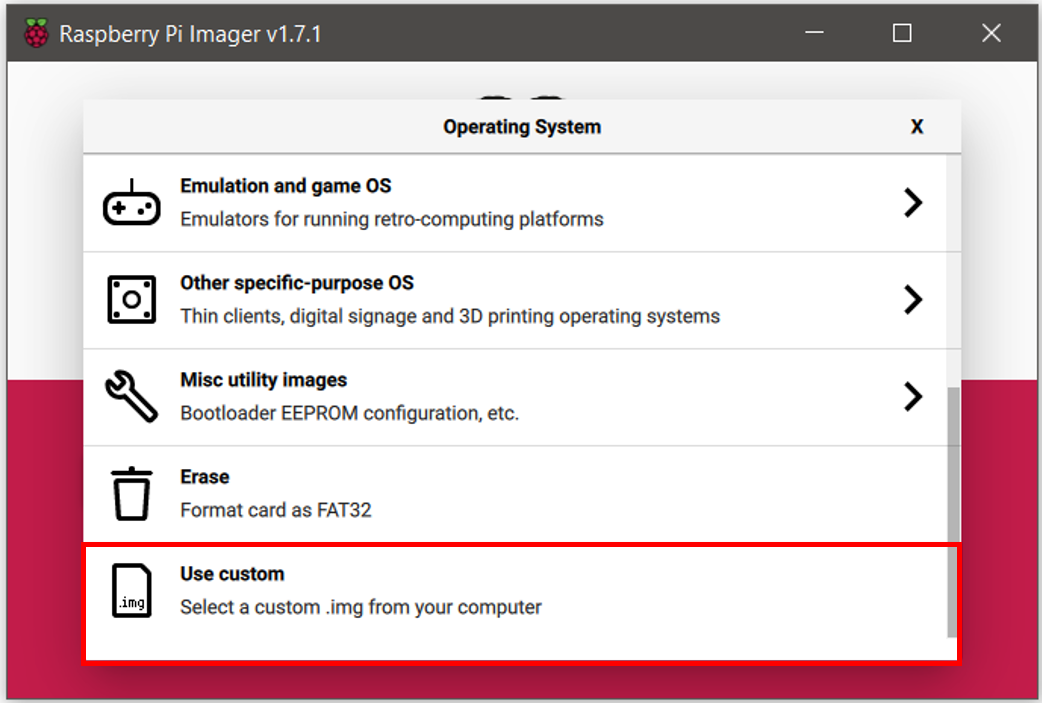 Raspberry Pi Imager v1.7.1
Operating System
X
Emulation and game OS
Emulators for running retro-computing platforms
Other specific-purpose OS
Thin clients, digital signage and 3D printing operating systems
Misc utility images
Bootloader EEPROM configuration, etc.
Erase
Format card as FAT32
Use custom
.img
Select a custom .img from your computer